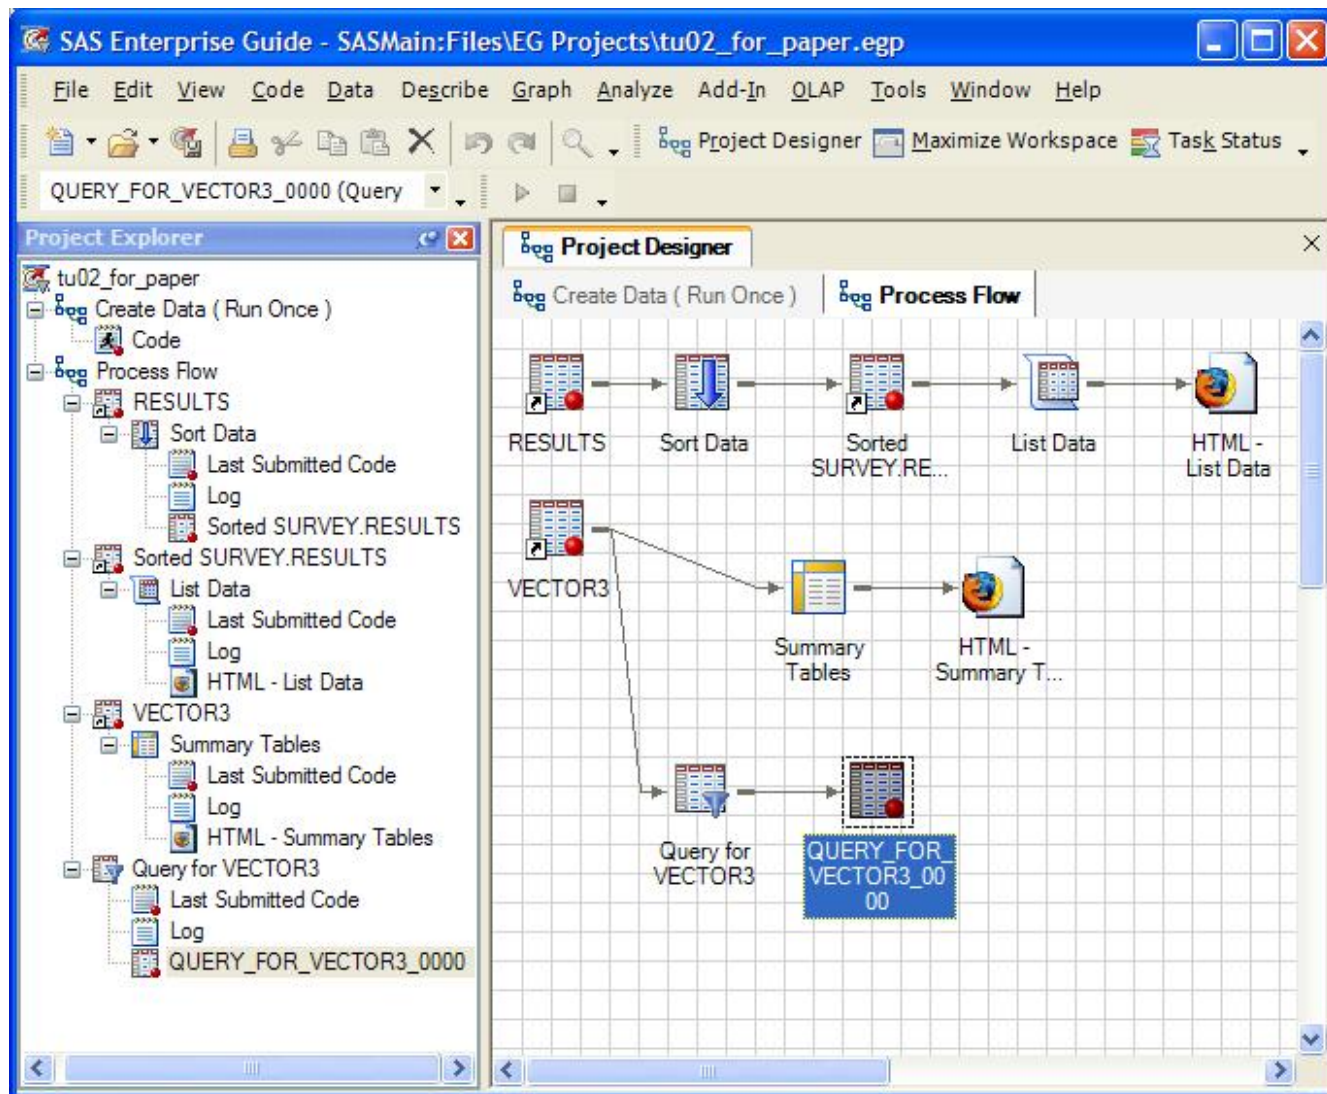 SAS Enterprise Guide - SASMain:Files\EG Projects\tu02_for_paper.egp
File Edit View Code Data Describe Graph Analyze Add-In OLAP Tools Window Help
Project Designer Maximize Workspace Task Status
QUERY_FOR_VECTOR3_0000 (Query
Project Explorer
tu02_for_paper
Create Data ( Run Once )
Code
Process Flow
RESULTS
Sort Data
Last Submitted Code
Log
Sorted SURVEY.RESULTS
Sorted SURVEY.RESULTS
List Data
Last Submitted Code
Log
HTML - List Data
VECTOR3
Summary Tables
Last Submitted Code
Log
HTML - Summary Tables
Query for VECTOR3
Last Submitted Code
Log
QUERY_FOR_VECTOR3_0000
Project Designer
Create Data ( Run Once ) Process Flow
RESULTS
Sort Data
Sorted
SURVEY.RE...
List Data
HTML -
List Data
VECTOR3
Summary
Tables
HTML -
Summary T...
Query for
VECTOR3
QUERY_FOR_
VECTOR3_00
00